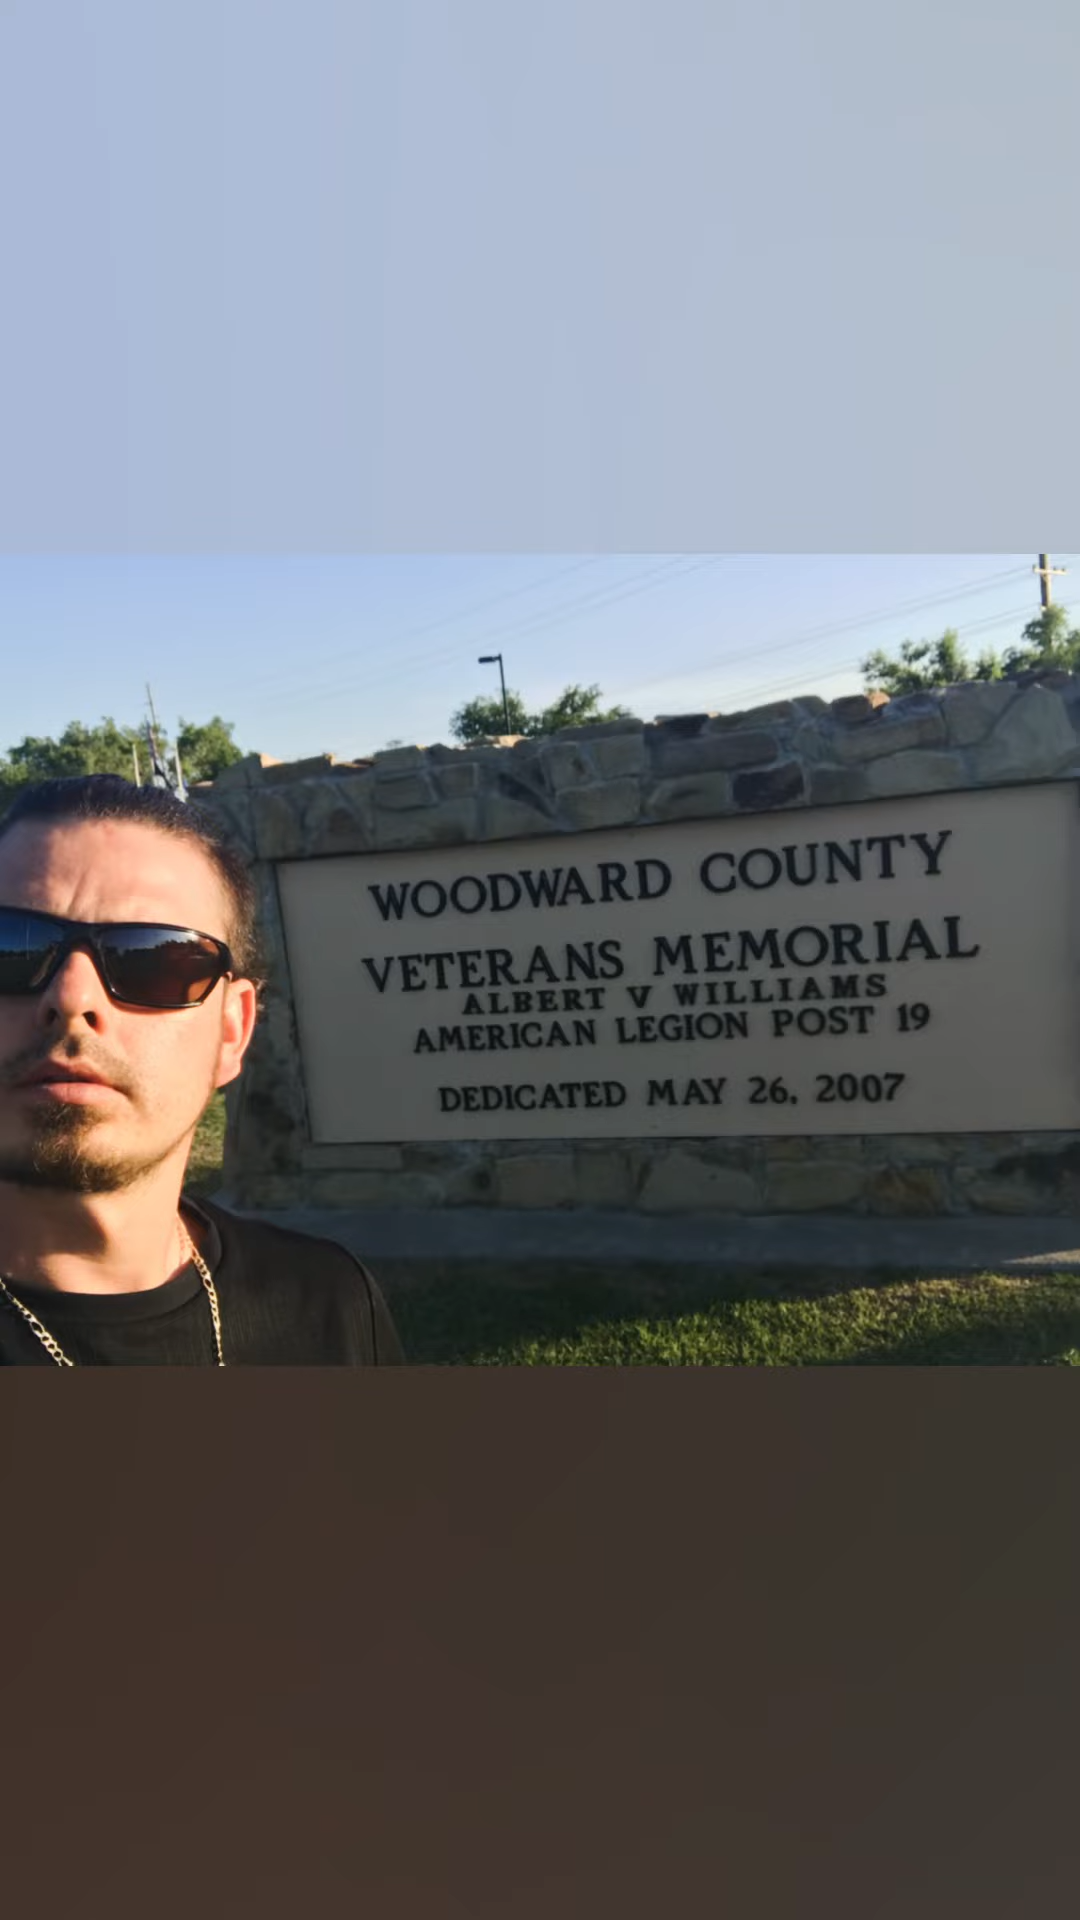 WOODWARD COUNTY
VETERANS MEMORIAL
ALBERT V WILLIAMS
AMERICAN LEGION POST 19
DEDICATED MAY 26, 2007